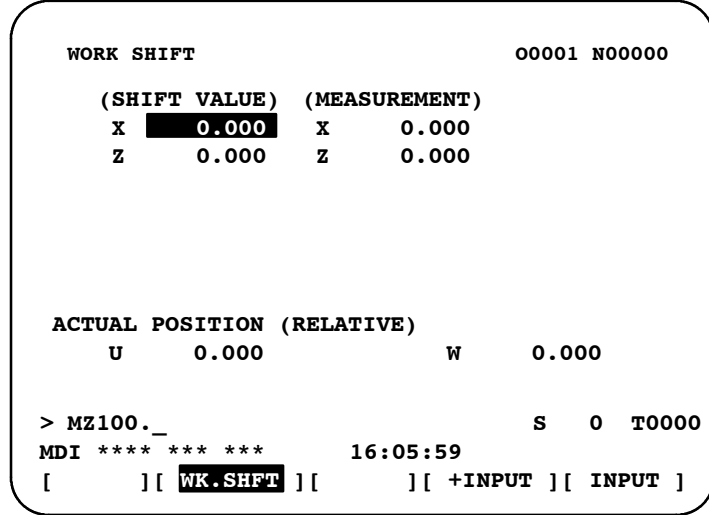 WORK SHIFT O0001 N00000
(SHIFT VALUE) (MEASUREMENT)
X 0.000 X 0.000
Z 0.000 Z 0.000
ACTUAL POSITION (RELATIVE)
U 0.000 W 0.000
> MZ100._ S 0 T0000
MDI **** *** *** 16:05:59
[ ][ WK.SHFT ][ ][ +INPUT ][ INPUT ]